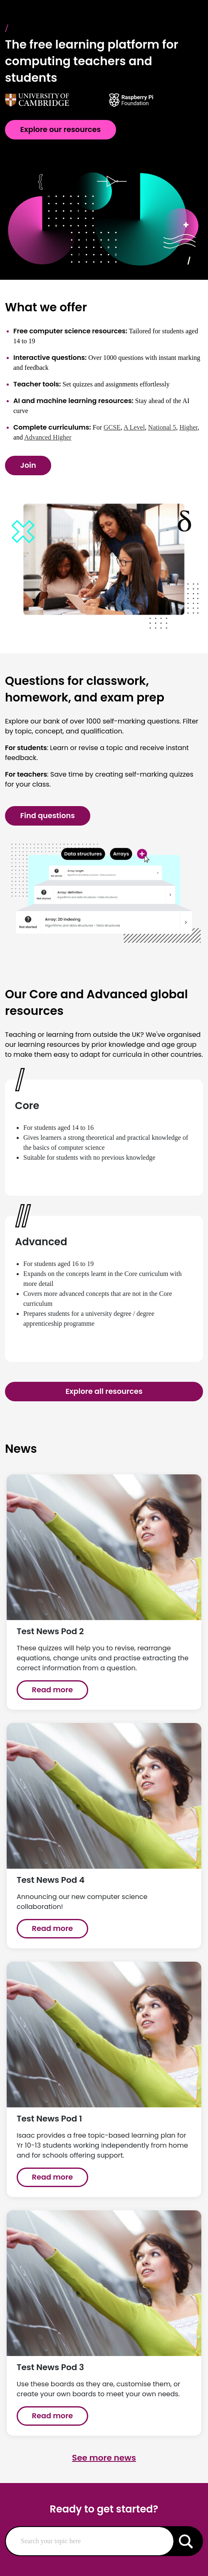 The free learning platform for
computing teachers and
students
UNIVERSITY OF
CAMBRIDGE
Raspberry Pi
Foundation
Explore our resources
What we offer
Free computer science resources: Tailored for students aged
14 to 19
Interactive questions: Over 1000 questions with instant marking
and feedback
Teacher tools: Set quizzes and assignments effortlessly
AI and machine learning resources: Stay ahead of the AI
curve
Complete curriculums: For GCSE, A Level, National 5, Higher,
and Advanced Higher
Join
δ
Questions for classwork,
homework, and exam prep
Explore our bank of over 1000 self-marking questions. Filter
by topic, concept, and qualification.
For students: Learn or revise a topic and receive instant
feedback.
For teachers: Save time by creating self-marking quizzes
for your class.
Find questions
Data structures Arrays
Array length
Array definition
Not started
Array: 2D indexing
Algorithms and data structures • Data structures
Not started
Our Core and Advanced global
resources
Teaching or learning from outside the UK? We've organised
our learning resources by prior knowledge and age group
to make them easy to adapt for curricula in other countries.
Core
For students aged 14 to 16
Gives learners a strong theoretical and practical knowledge of
the basics of computer science
Suitable for students with no previous knowledge
Advanced
For students aged 16 to 19
Expands on the concepts learnt in the Core curriculum with
more detail
Covers more advanced concepts that are not in the Core
curriculum
Prepares students for a university degree / degree
apprenticeship programme
Explore all resources
News
Test News Pod 2
These quizzes will help you to revise, rearrange
equations, change units and practise extracting the
correct information from a question.
Read more
Test News Pod 4
Announcing our new computer science
collaboration!
Read more
Test News Pod 1
Isaac provides a free topic-based learning plan for
Yr 10-13 students working independently from home
and for schools offering support.
Read more
Test News Pod 3
Use these boards as they are, customise them, or
create your own boards to meet your own needs.
Read more
See more news
Ready to get started?
Search your topic here